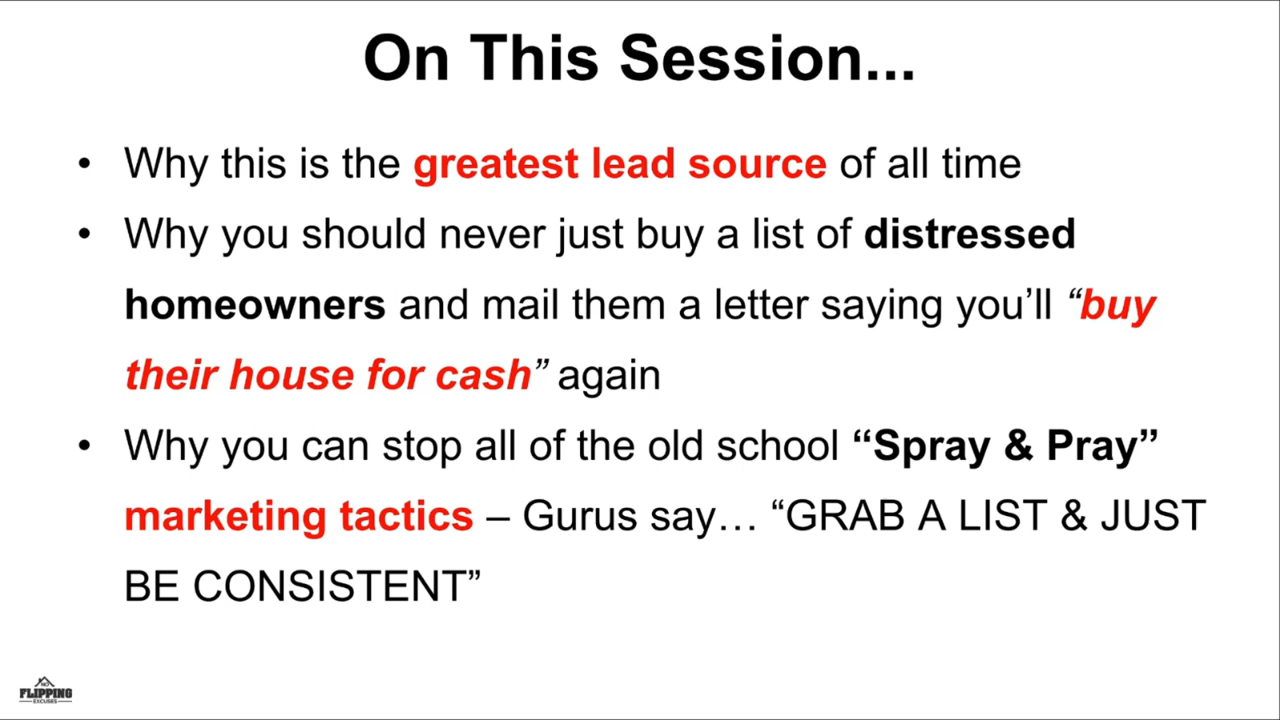 On This Session...
• Why this is the greatest lead source of all time
• Why you should never just buy a list of distressed
homeowners and mail them a letter saying you’ll “buy
their house for cash” again
• Why you can stop all of the old school “Spray & Pray”
marketing tactics – Gurus say… “GRAB A LIST & JUST
BE CONSISTENT”
NO
FLIPPING
EXCUSES